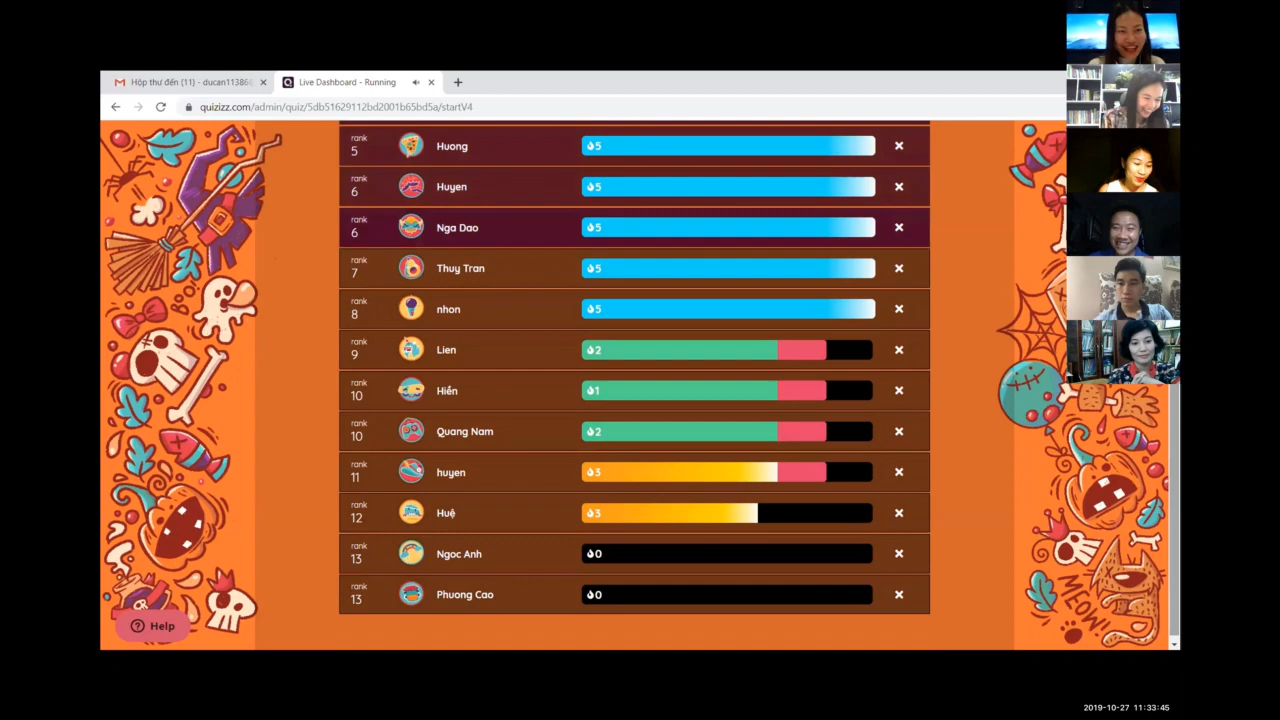 Hộp thư đến (11) - ducan113868
Live Dashboard - Running
quizizz.com/admin/quiz/5db51629112bd2001b65bd5a/startV4
rank
5
Huong
5
rank
6
Huyen
5
rank
6
Nga Dao
5
rank
7
Thuy Tran
5
rank
8
nhon
5
rank
9
Lien
2
rank
10
Hiền
1
rank
10
Quang Nam
2
rank
11
huyen
3
rank
12
Huệ
3
rank
13
Ngoc Anh
0
rank
13
Phuong Cao
0
Help
MEOW!
2019-10-27 11:33:45